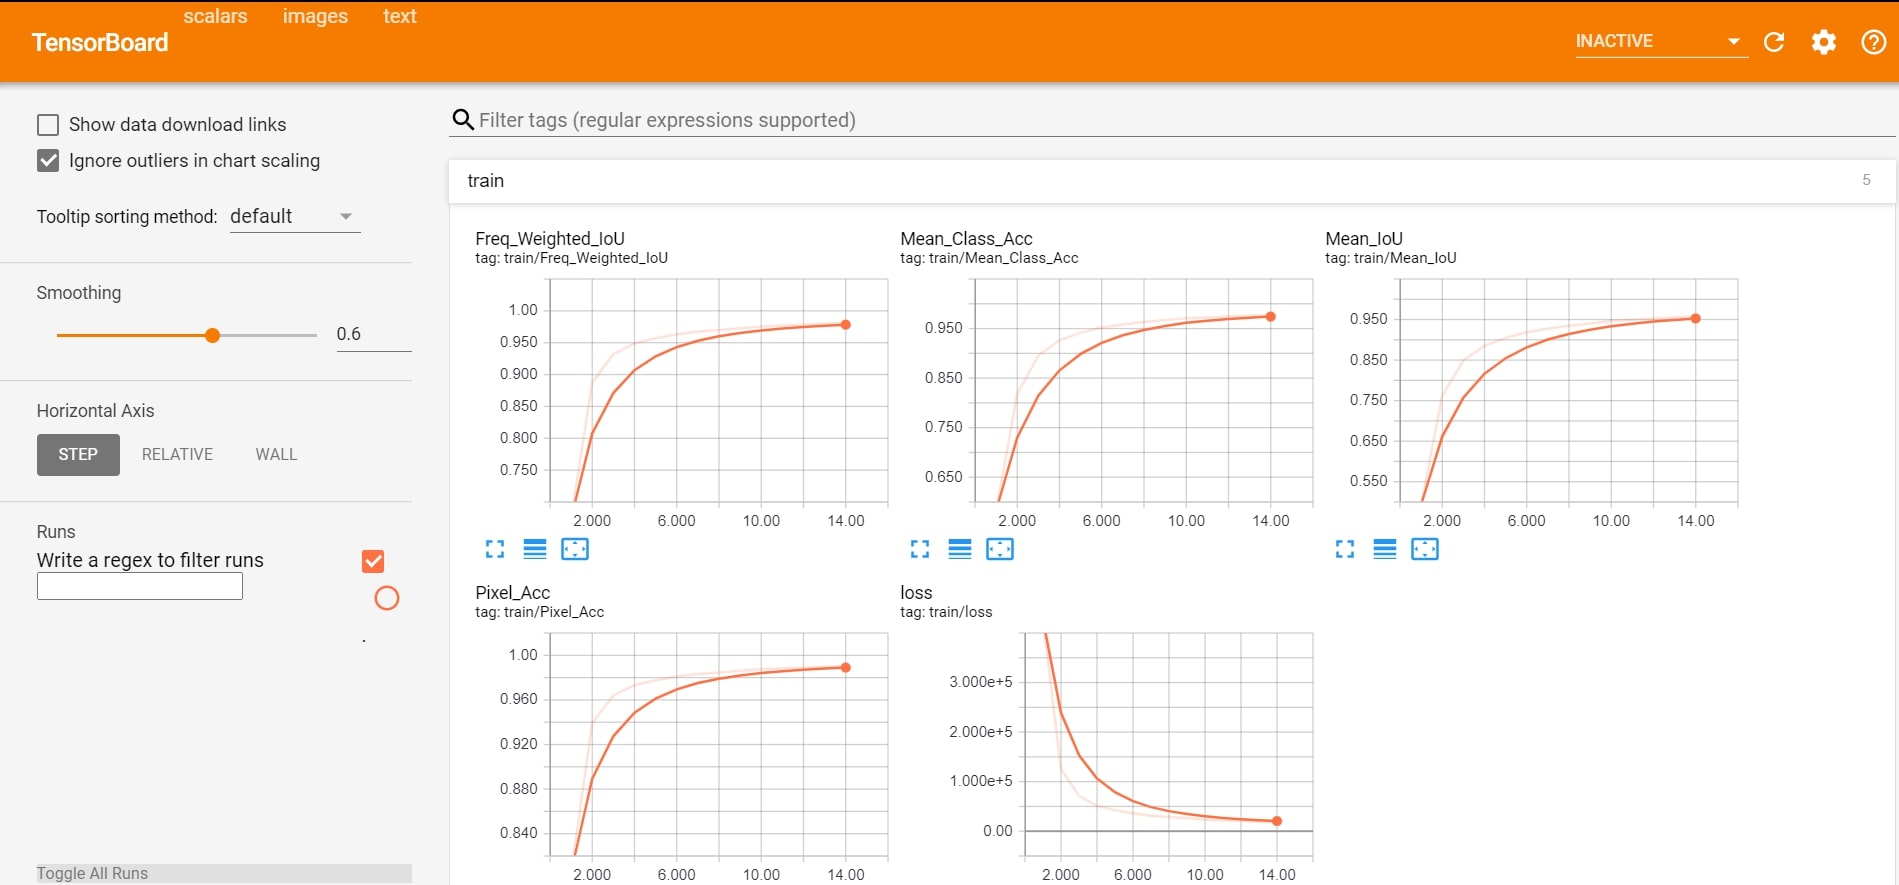 scalars images text
TensorBoard
INACTIVE
Show data download links
Ignore outliers in chart scaling
Tooltip sorting method: default
Smoothing
0.6
Horizontal Axis
STEP RELATIVE WALL
Runs
Write a regex to filter runs
.
Toggle All Runs
Filter tags (regular expressions supported)
train 5
Freq_Weighted_IoU
tag: train/Freq_Weighted_IoU
1.00
0.950
0.900
0.850
0.800
0.750
2.000 6.000 10.00 14.00
Mean_Class_Acc
tag: train/Mean_Class_Acc
0.950
0.850
0.750
0.650
2.000 6.000 10.00 14.00
Mean_IoU
tag: train/Mean_IoU
0.950
0.850
0.750
0.650
0.550
2.000 6.000 10.00 14.00
Pixel_Acc
tag: train/Pixel_Acc
1.00
0.960
0.920
0.880
0.840
2.000 6.000 10.00 14.00
loss
tag: train/loss
3.000e+5
2.000e+5
1.000e+5
0.00
2.000 6.000 10.00 14.00